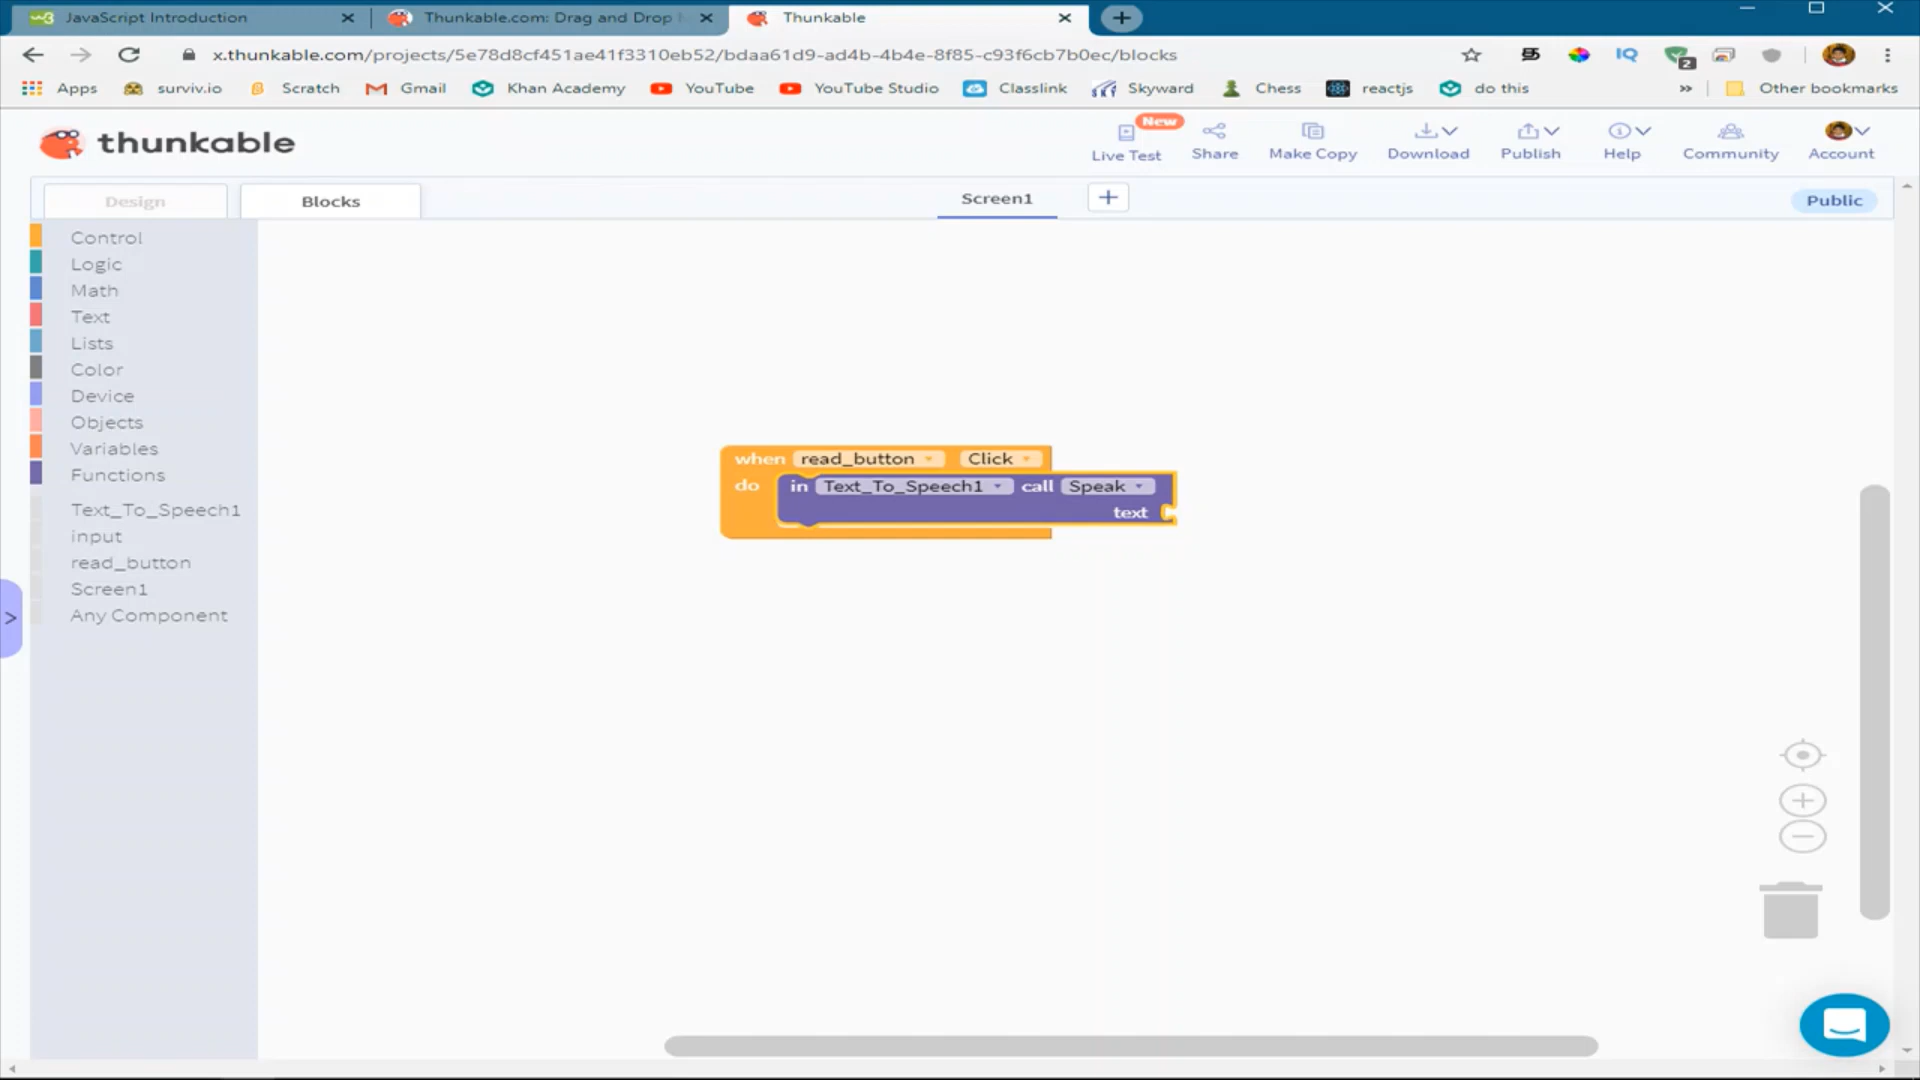 JavaScript Introduction
Thunkable.com: Drag and Drop
Thunkable
x.thunkable.com/projects/5e78d8cf451ae41f3310eb52/bdaa61d9-ad4b-4b4e-8f85-c93f6cb7b0ec/blocks
IQ
2
Apps
surviv.io
Scratch
Gmail
Khan Academy
YouTube
YouTube Studio
Classlink
Skyward
Chess
reactjs
do this
»
Other bookmarks
thunkable
New
Live Test
Share
Make Copy
Download
Publish
Help
Community
Account
Design
Blocks
Screen1
+
Public
Control
Logic
Math
Text
Lists
Color
Device
Objects
Variables
Functions
Text_To_Speech1
input
read_button
Screen1
Any Component
>
when read_button Click
do in Text_To_Speech1 call Speak
text